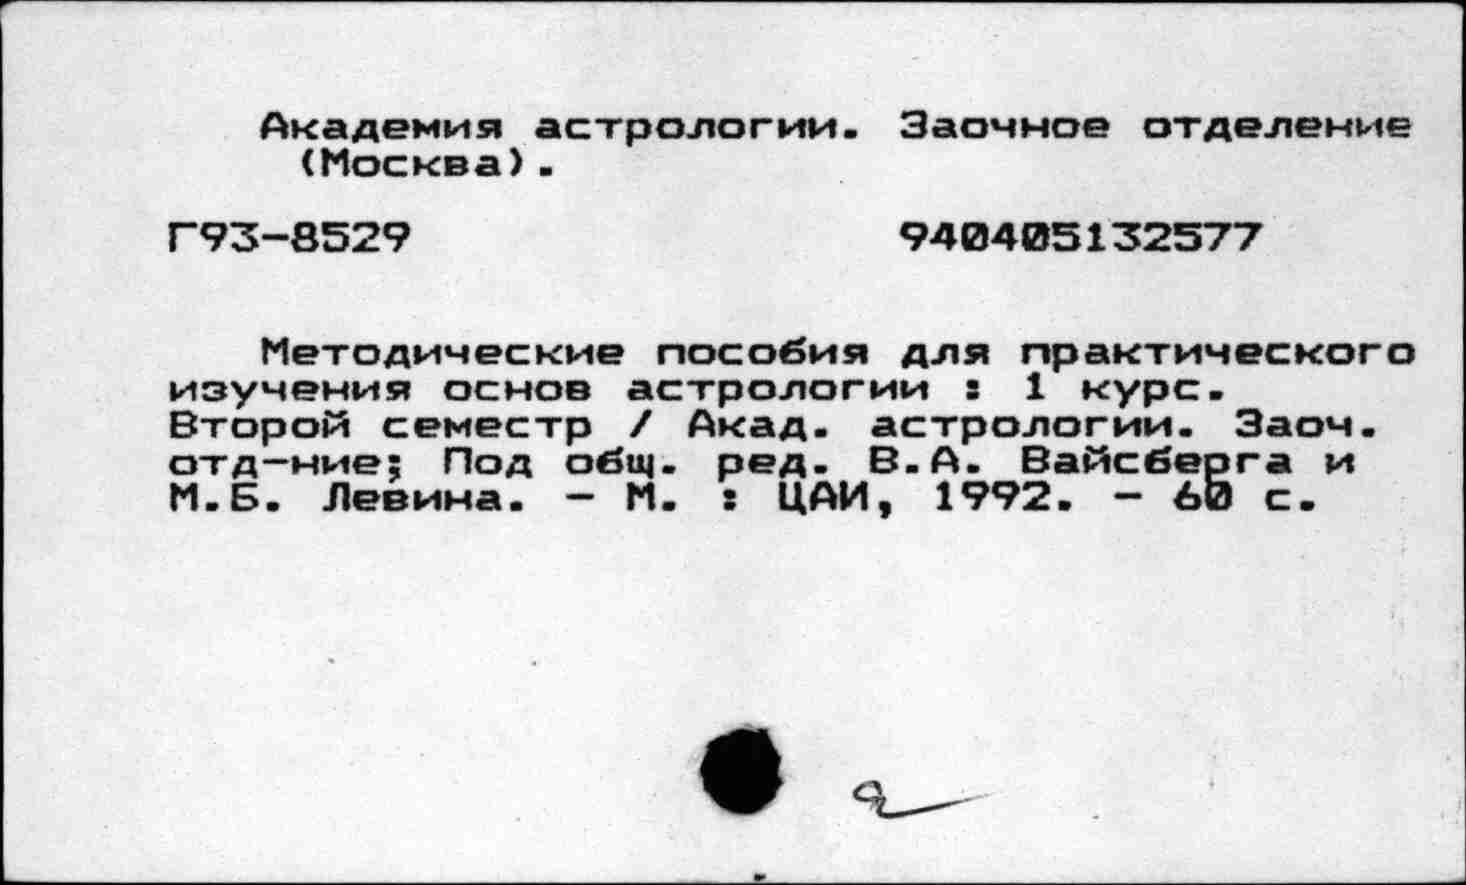 Академия астрологии. Заочное отделение
(Москва).
Г93-8529 940405132577
Методические пособия для практического
изучения основ астрологии : 1 курс.
Второй семестр / Акад. астрологии. Заоч.
отд-ние; Под общ. ред. В.А. Вайсберга и
М.Б. Левина. - М. : ЦАИ, 1992. - 60 с.